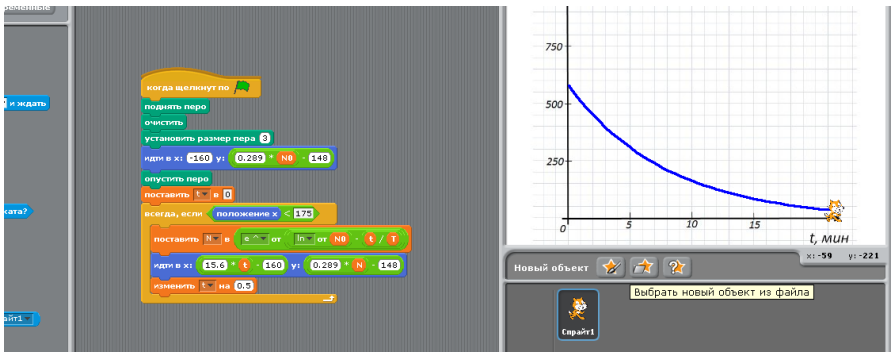 ременные
и ждать
ката?
айт1
когда щелкнут по
поднять перо
очистить
установить размер пера 3
идти в x: -160 y: 0.289 * N0 - 148
опустить перо
поставить t в 0
всегда, если положение x < 175
поставить N в e ^ от ln от N0 - t / T
идти в x: 15.6 * t - 160 y: 0.289 * N - 148
изменить t на 0.5
750
500
250
0 5 10 15
t, мин
x: -59 y: -221
Новый объект
Выбрать новый объект из файла
Спрайт1